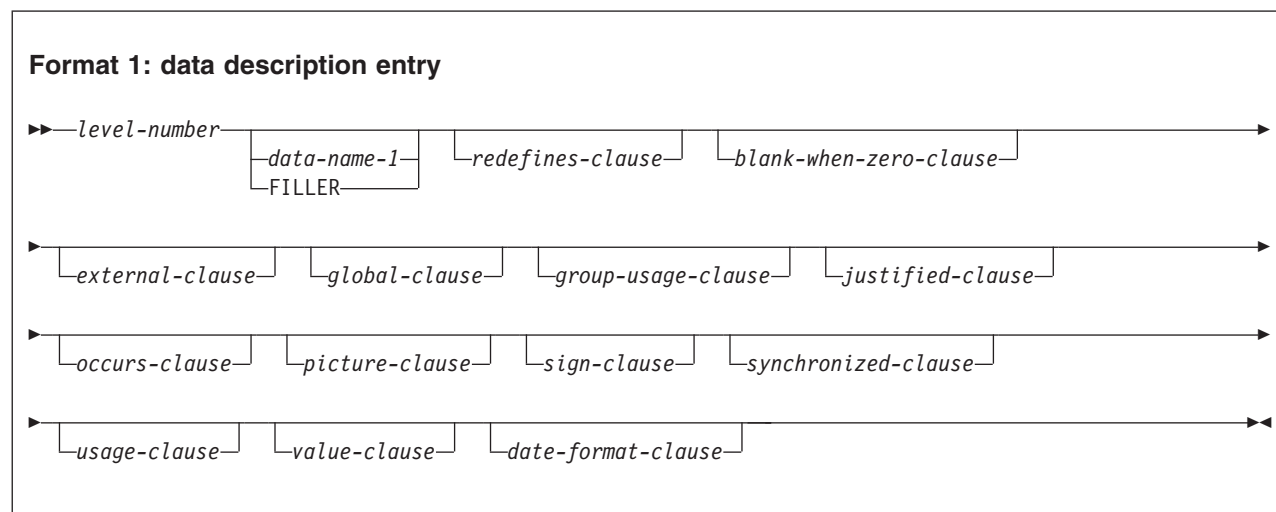 Format 1: data description entry
level-number
data-name-1 redefines-clause blank-when-zero-clause
FILLER
external-clause global-clause group-usage-clause justified-clause
occurs-clause picture-clause sign-clause synchronized-clause
usage-clause value-clause date-format-clause